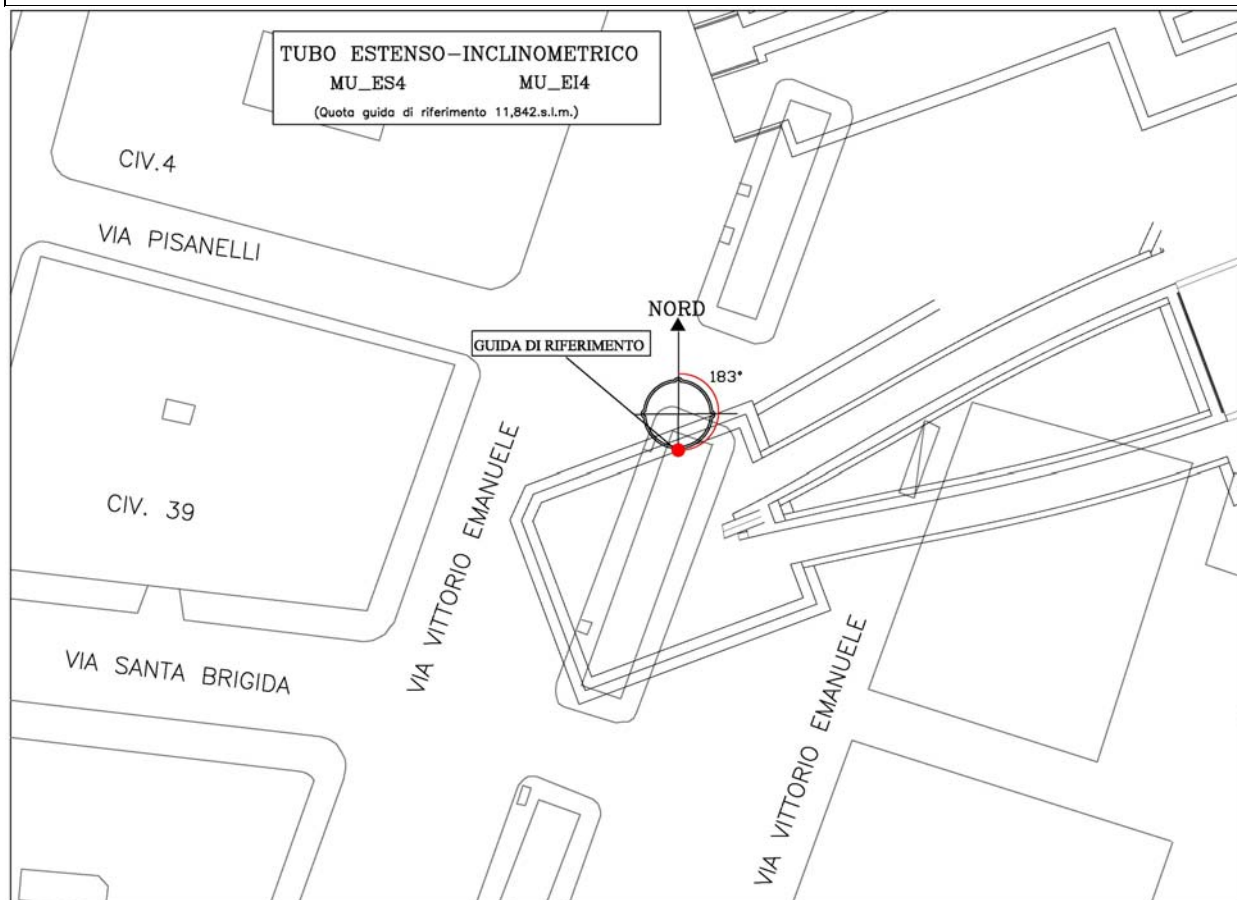 TUBO ESTENSO-INCLINOMETRICO
MU_ES4 MU_EI4
(Quota guida di riferimento 11,842.s.l.m.)
CIV.4
VIA PISANELLI
NORD
GUIDA DI RIFERIMENTO
183°
VIA VITTORIO EMANUELE
CIV. 39
VIA SANTA BRIGIDA
VIA VITTORIO EMANUELE